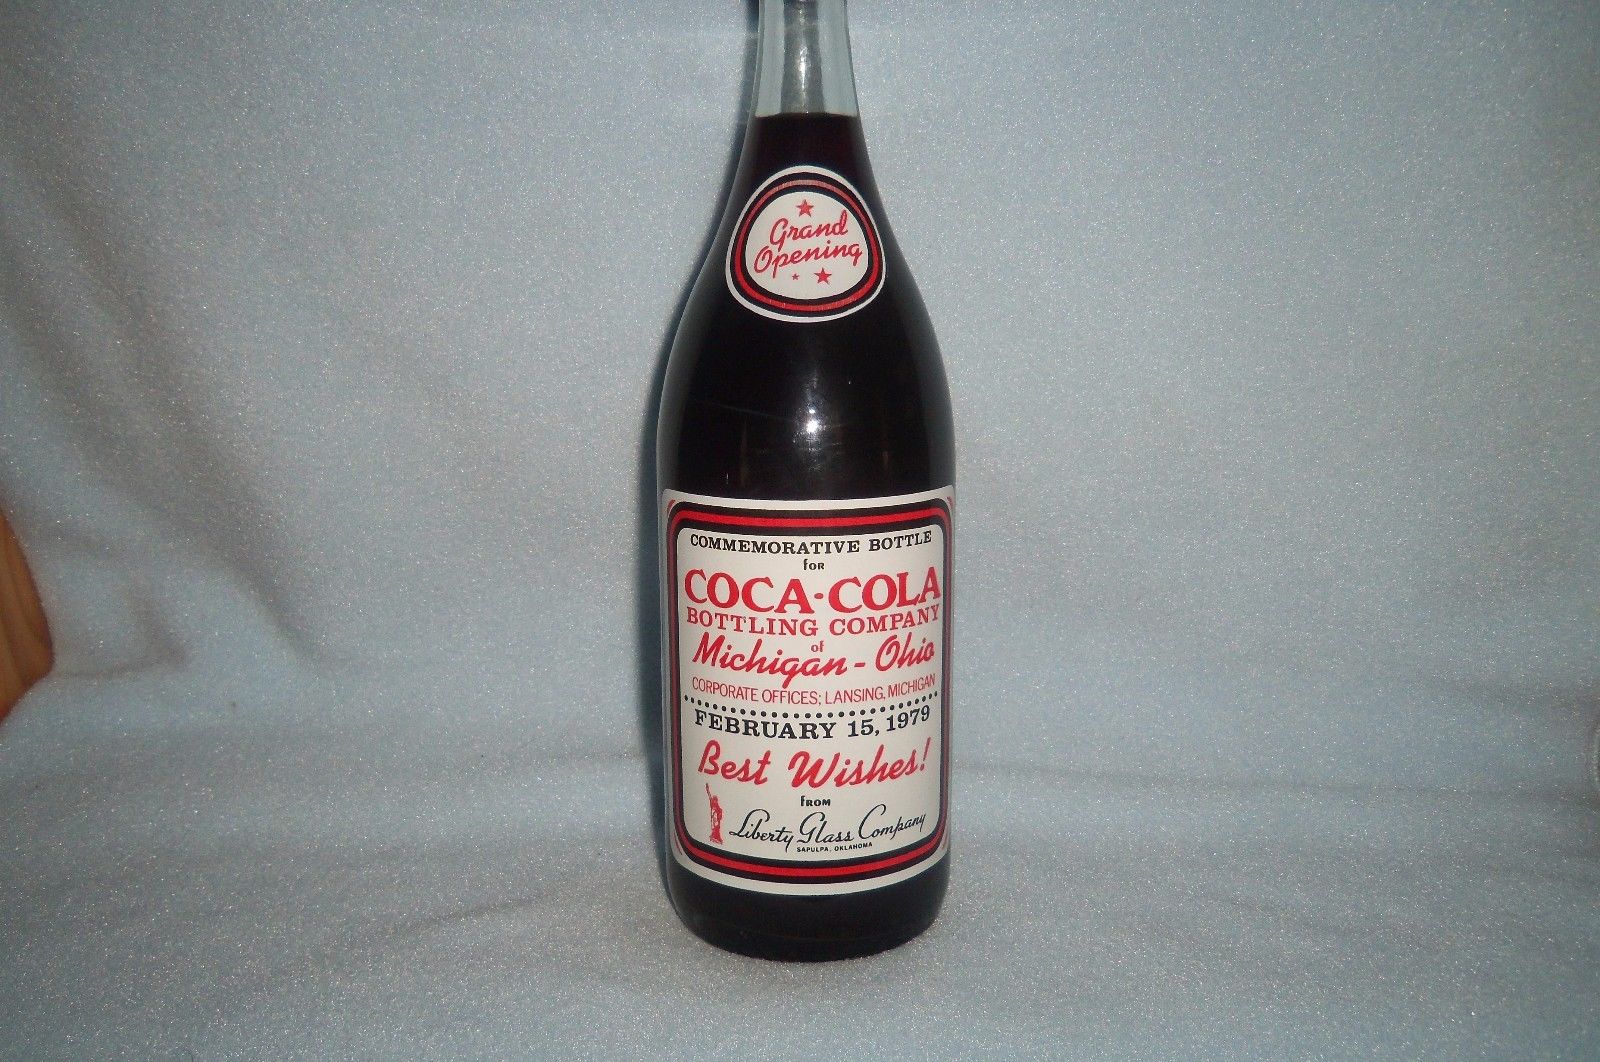 Grand
Opening
COMMEMORATIVE BOTTLE
for
COCA-COLA
BOTTLING COMPANY
of
Michigan - Ohio
CORPORATE OFFICES; LANSING, MICHIGAN
FEBRUARY 15, 1979
Best Wishes!
FROM
Liberty Glass Company
SAPULPA, OKLAHOMA